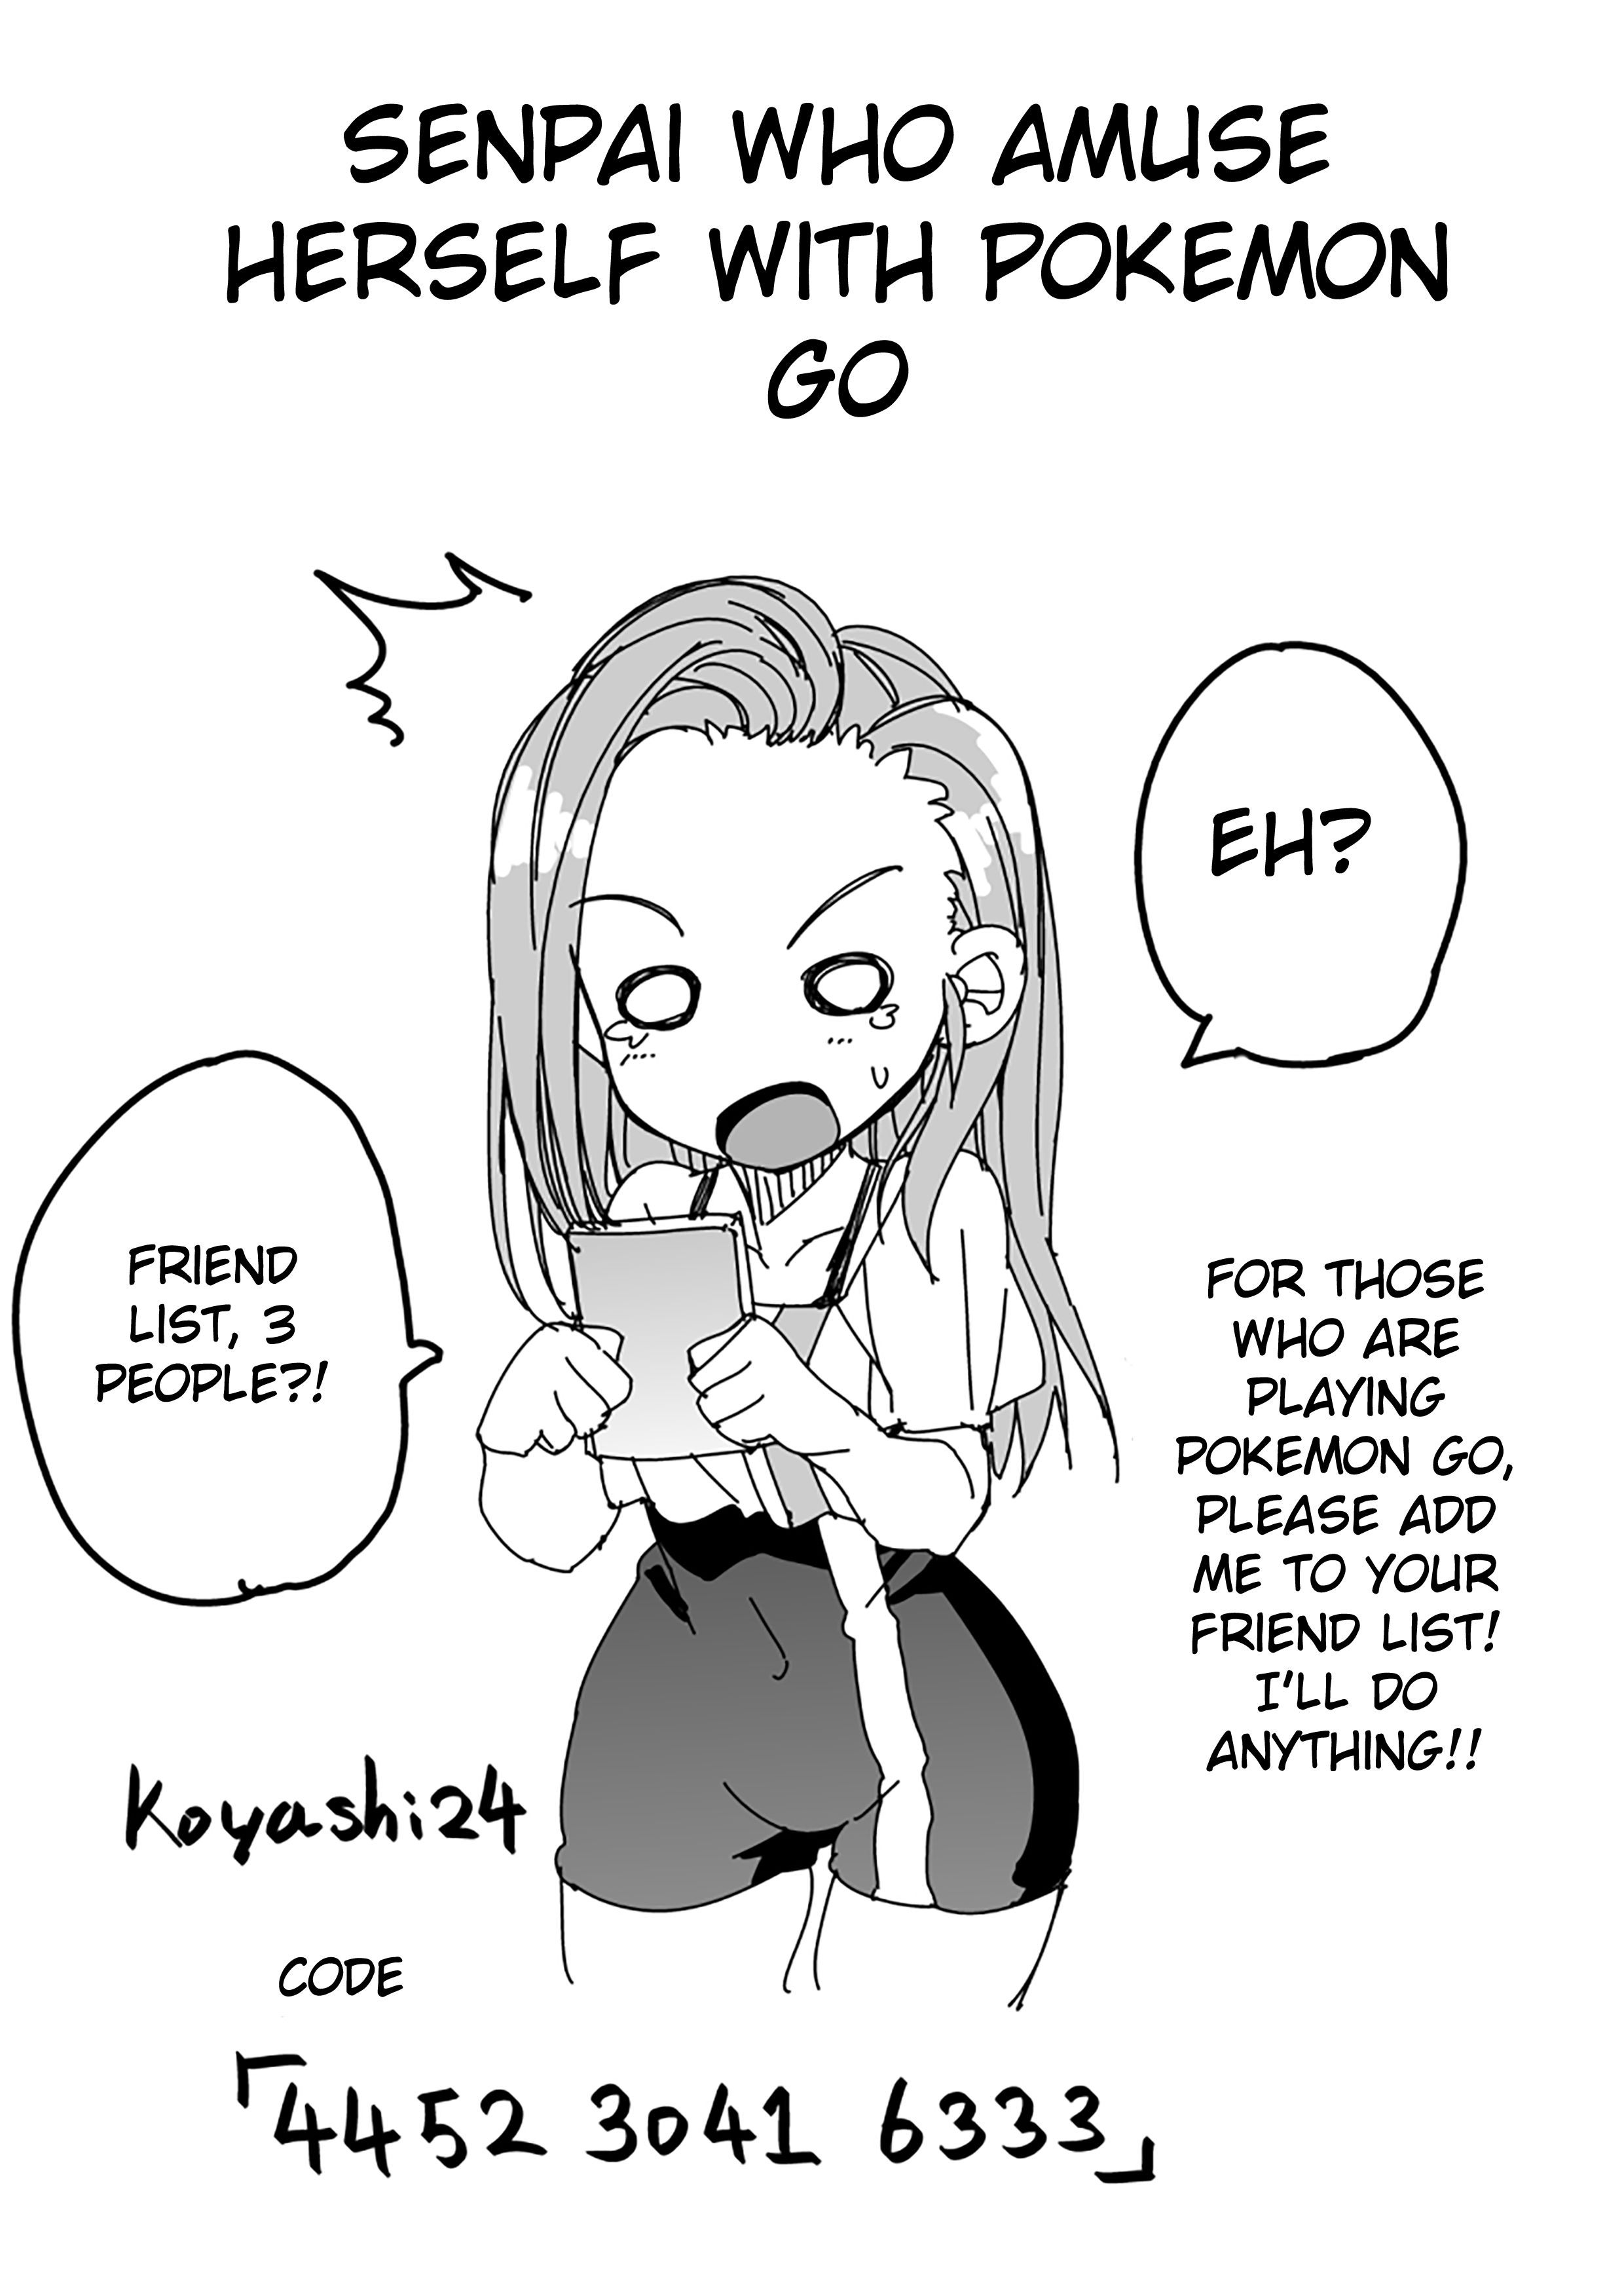 SENPAI WHO AMUSE
HERSELF WITH POKEMON
GO
EH?
FRIEND
LIST, 3
PEOPLE?!
FOR THOSE
WHO ARE
PLAYING
POKEMON GO,
PLEASE ADD
ME TO YOUR
FRIEND LIST!
I'LL DO
ANYTHING!!
Koyashi24
CODE
「4452 3041 6333」